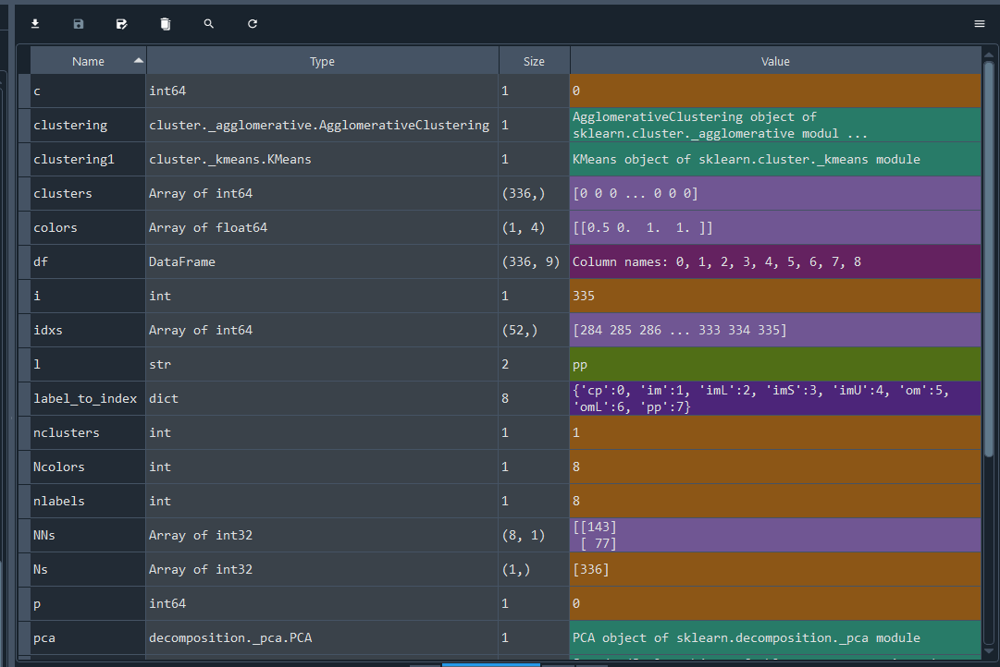 Name Type Size Value
c int64 1 0
clustering cluster._agglomerative.AgglomerativeClustering 1 AgglomerativeClustering object of
sklearn.cluster._agglomerative modul ...
clustering1 cluster._kmeans.KMeans 1 KMeans object of sklearn.cluster._kmeans module
clusters Array of int64 (336,) [0 0 0 ... 0 0 0]
colors Array of float64 (1, 4) [[0.5 0.  1.  1. ]]
df DataFrame (336, 9) Column names: 0, 1, 2, 3, 4, 5, 6, 7, 8
i int 1 335
idxs Array of int64 (52,) [284 285 286 ... 333 334 335]
l str 2 pp
label_to_index dict 8 {'cp':0, 'im':1, 'imL':2, 'imS':3, 'imU':4, 'om':5,
'omL':6, 'pp':7}
nclusters int 1 1
Ncolors int 1 8
nlabels int 1 8
NNs Array of int32 (8, 1) [[143]
[ 77]
Ns Array of int32 (1,) [336]
p int64 1 0
pca decomposition._pca.PCA 1 PCA object of sklearn.decomposition._pca module